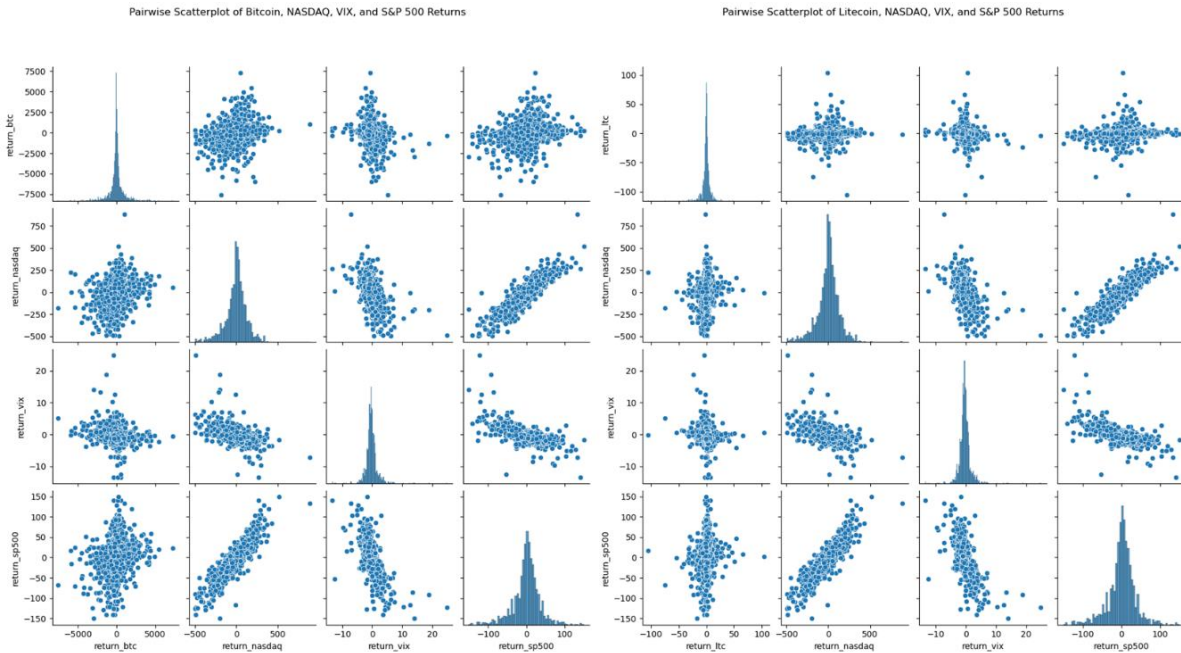 Pairwise Scatterplot of Bitcoin, NASDAQ, VIX, and S&P 500 Returns
7500
5000
2500
0
−2500
−5000
−7500
return_btc
750
500
250
0
−250
−500
return_nasdaq
20
10
0
−10
return_vix
150
100
50
0
−50
−100
−150
return_sp500
−5000 0 5000
return_btc
−500 0 500
return_nasdaq
−10 0 10 20
return_vix
−100 0 100
return_sp500
Pairwise Scatterplot of Litecoin, NASDAQ, VIX, and S&P 500 Returns
100
50
0
−50
−100
return_ltc
750
500
250
0
−250
−500
return_nasdaq
20
10
0
−10
return_vix
150
100
50
0
−50
−100
−150
return_sp500
−100 −50 0 50 100
return_ltc
−500 0 500
return_nasdaq
−10 0 10 20
return_vix
−100 0 100
return_sp500